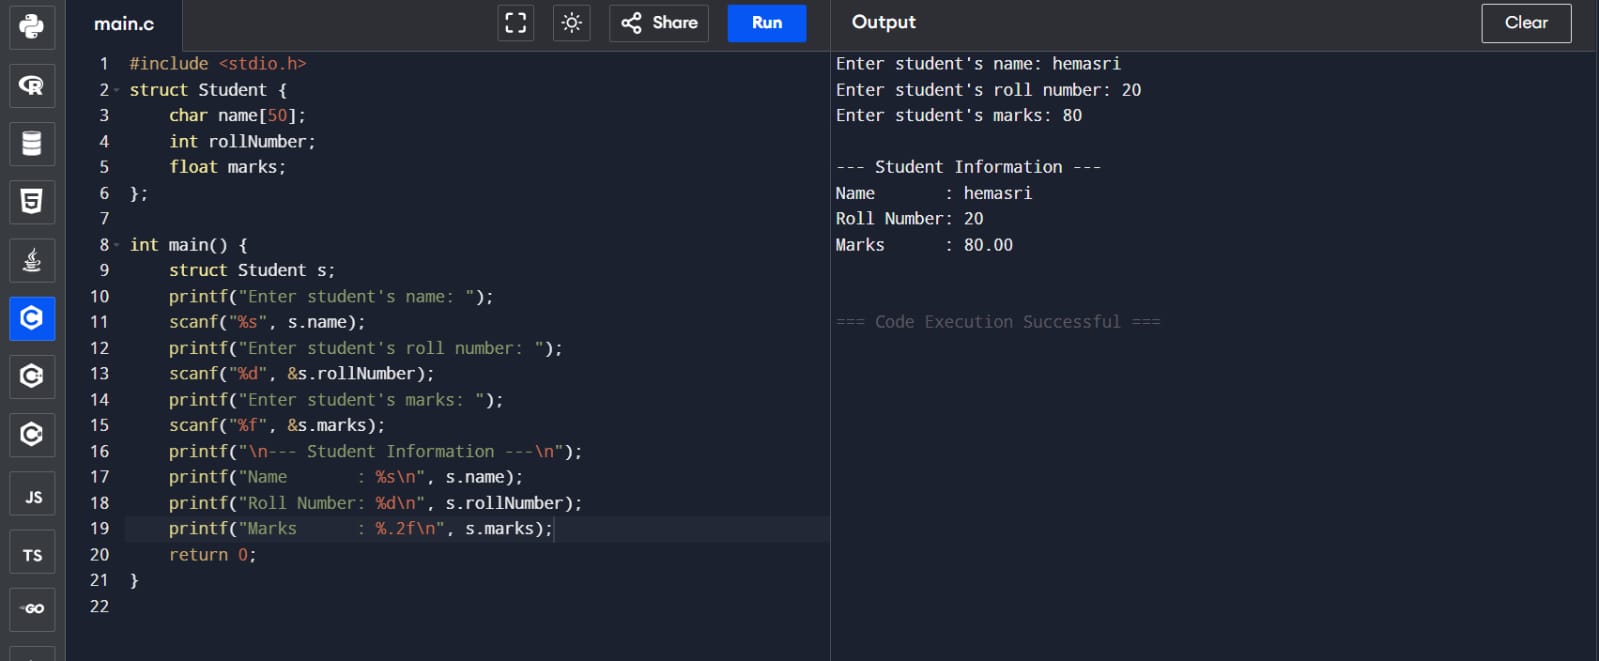 main.c
Share
Run
Output
Clear
1 #include <stdio.h>
2 struct Student {
3     char name[50];
4     int rollNumber;
5     float marks;
6 };
7
8 int main() {
9     struct Student s;
10     printf("Enter student's name: ");
11     scanf("%s", s.name);
12     printf("Enter student's roll number: ");
13     scanf("%d", &s.rollNumber);
14     printf("Enter student's marks: ");
15     scanf("%f", &s.marks);
16     printf("\n--- Student Information ---\n");
17     printf("Name       : %s\n", s.name);
18     printf("Roll Number: %d\n", s.rollNumber);
19     printf("Marks      : %.2f\n", s.marks);
20     return 0;
21 }
22
Enter student's name: hemasri
Enter student's roll number: 20
Enter student's marks: 80
--- Student Information ---
Name       : hemasri
Roll Number: 20
Marks      : 80.00
=== Code Execution Successful ===
R
5
C
C
C
JS
TS
GO